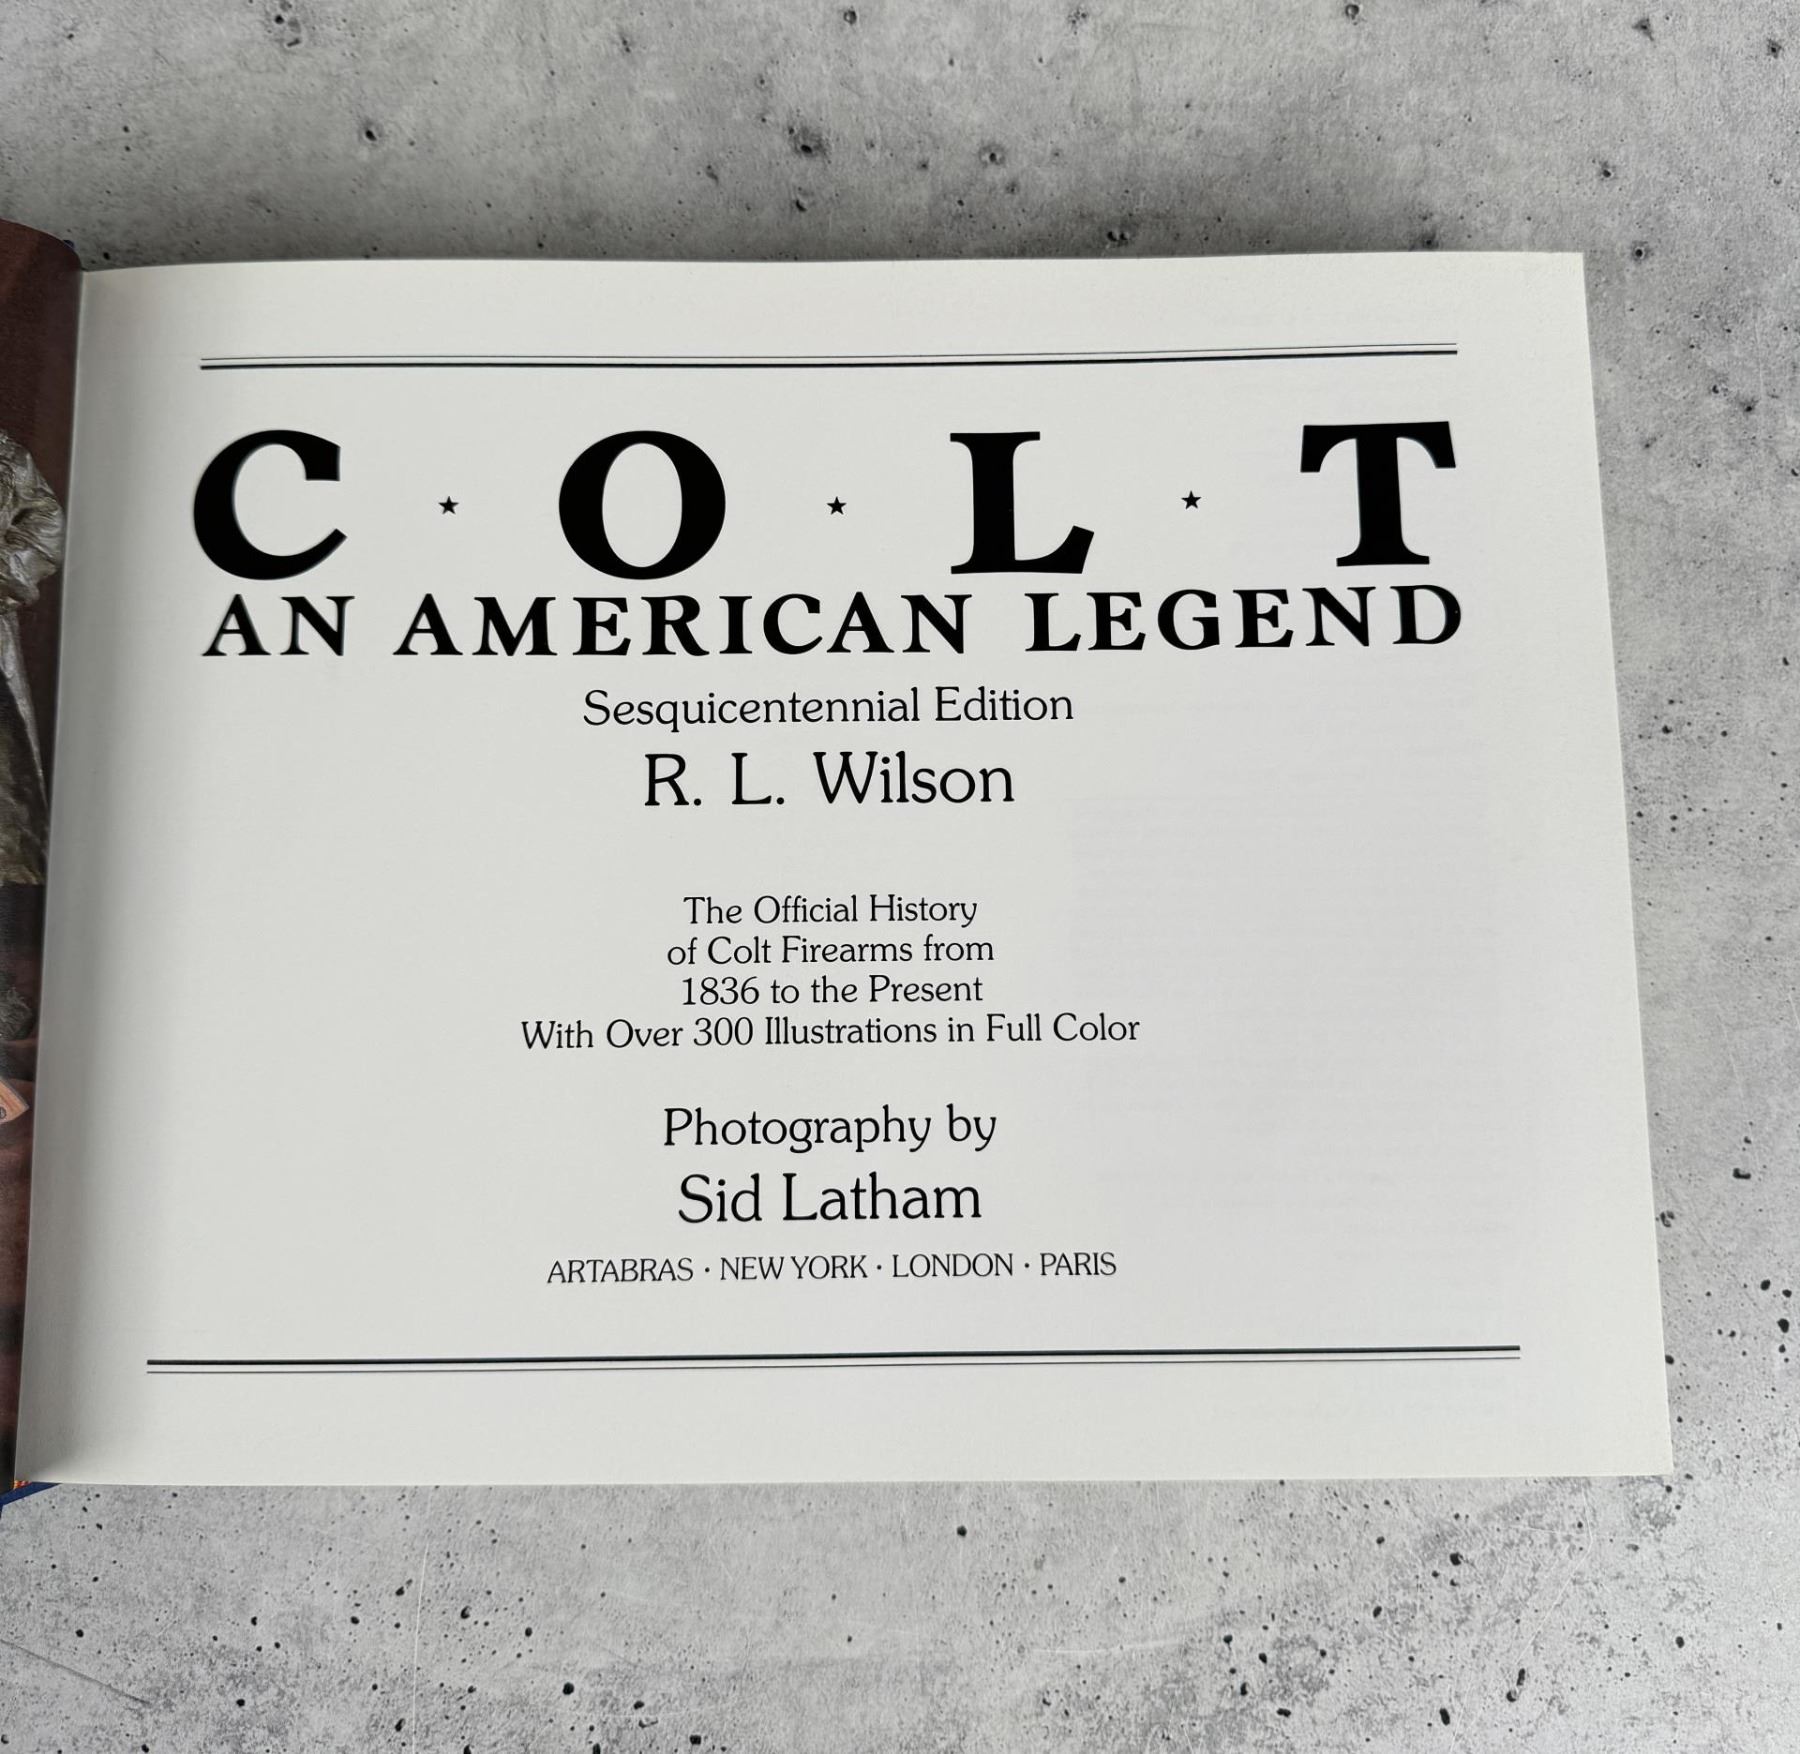 C · ★ · O · ★ · L · ★ · T
AN AMERICAN LEGEND
Sesquicentennial Edition
R. L. Wilson
The Official History
of Colt Firearms from
1836 to the Present
With Over 300 Illustrations in Full Color
Photography by
Sid Latham
ARTABRAS · NEW YORK · LONDON · PARIS